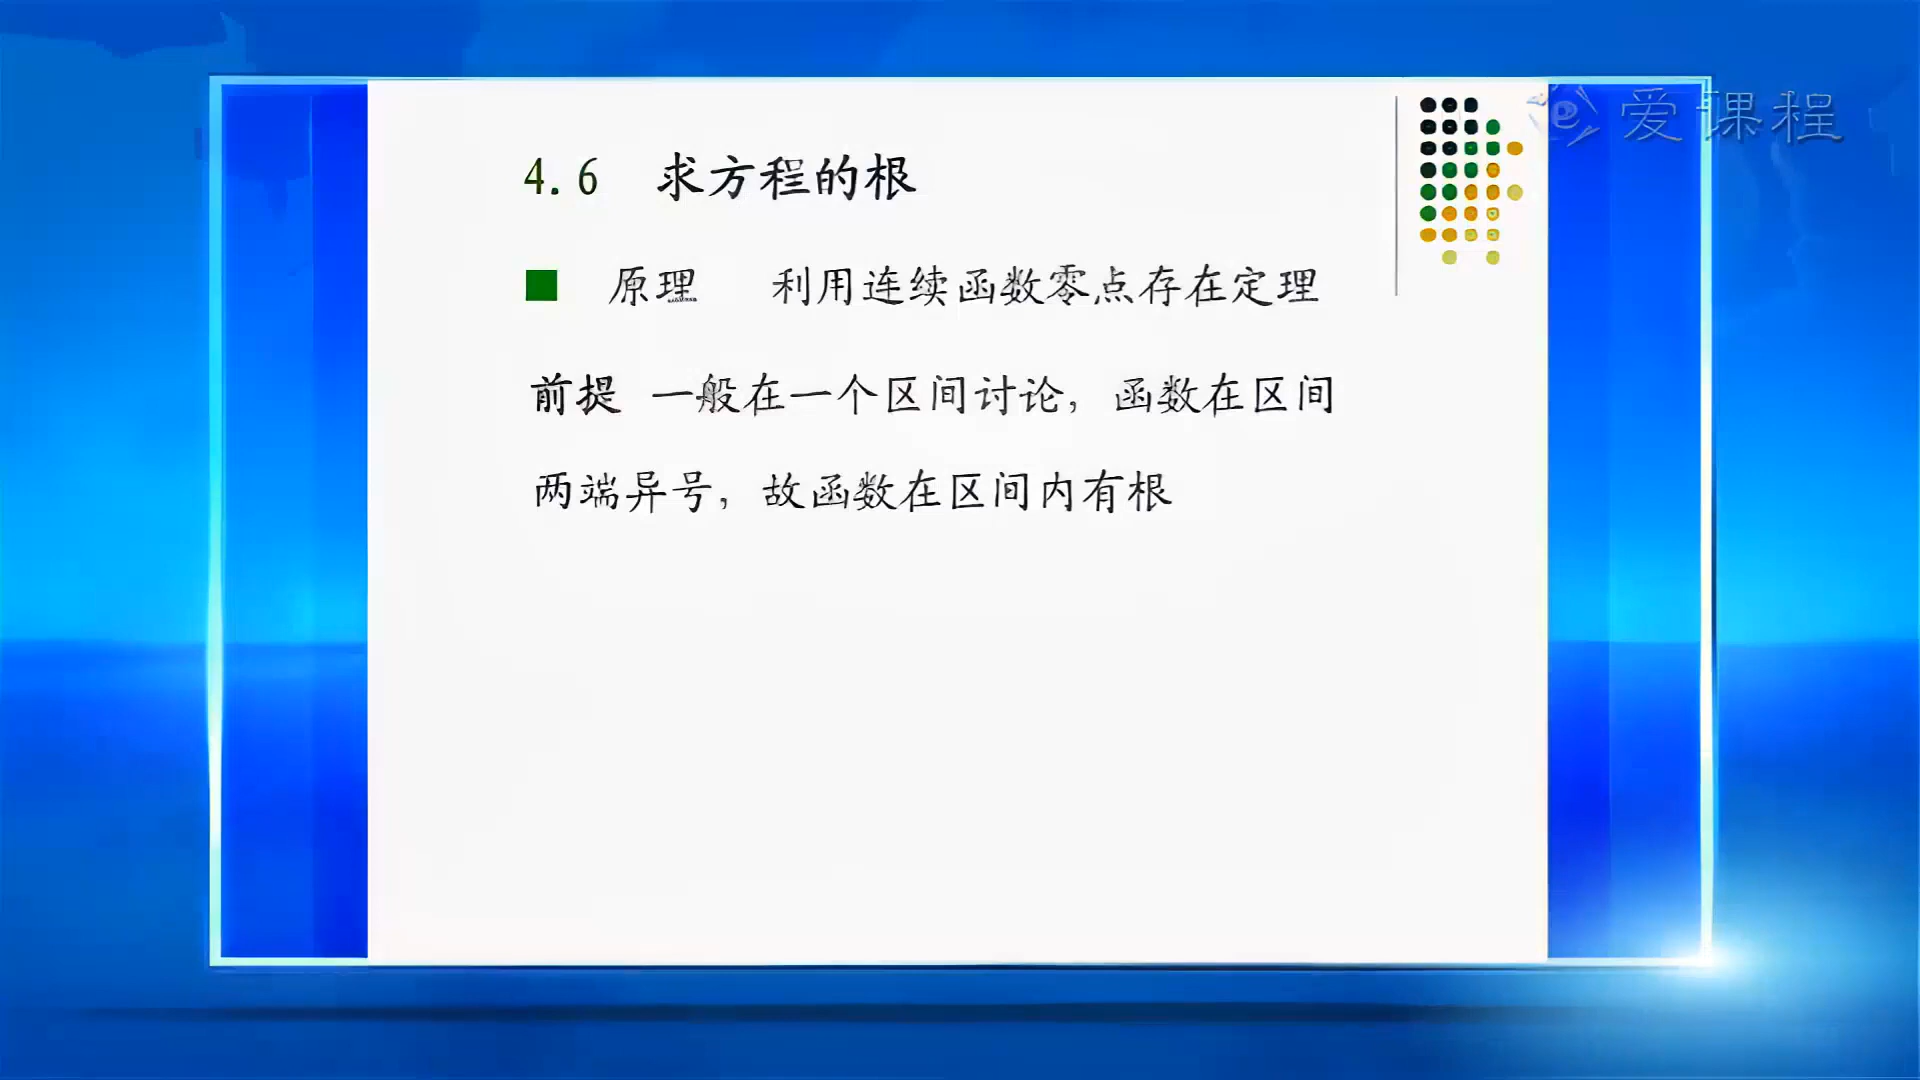 爱课程
4.6 求方程的根
原理 利用连续函数零点存在定理
前提 一般在一个区间讨论，函数在区间
两端异号，故函数在区间内有根